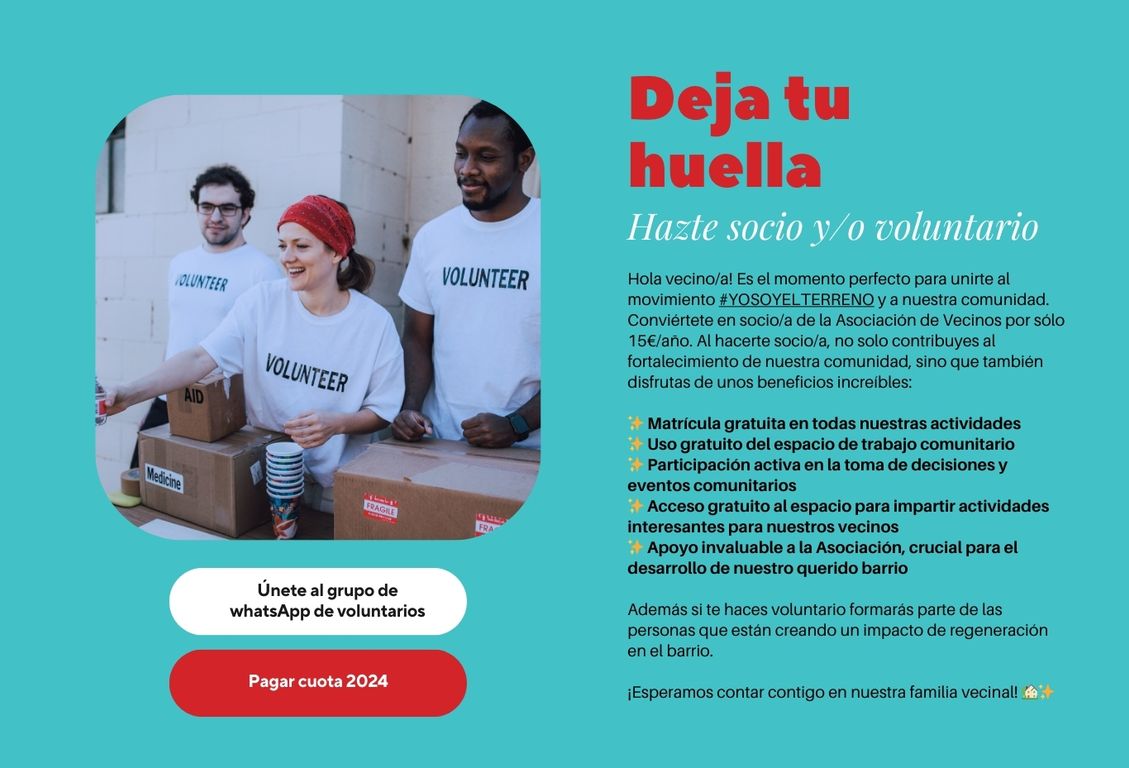 Deja tu
huella
Hazte socio y/o voluntario
Hola vecino/a! Es el momento perfecto para unirte al
movimiento #YOSOYELTERRENO y a nuestra comunidad.
Conviértete en socio/a de la Asociación de Vecinos por sólo
15€/año. Al hacerte socio/a, no solo contribuyes al
fortalecimiento de nuestra comunidad, sino que también
disfrutas de unos beneficios increíbles:
✨ Matrícula gratuita en todas nuestras actividades
✨ Uso gratuito del espacio de trabajo comunitario
✨ Participación activa en la toma de decisiones y
eventos comunitarios
✨ Acceso gratuito al espacio para impartir actividades
interesantes para nuestros vecinos
✨ Apoyo invaluable a la Asociación, crucial para el
desarrollo de nuestro querido barrio
Además si te haces voluntario formarás parte de las
personas que están creando un impacto de regeneración
en el barrio.
¡Esperamos contar contigo en nuestra familia vecinal! 🏡✨
VOLUNTEER
VOLUNTEER
VOLUNTEER
AID
Medicine
FRAGILE
Únete al grupo de
whatsApp de voluntarios
Pagar cuota 2024